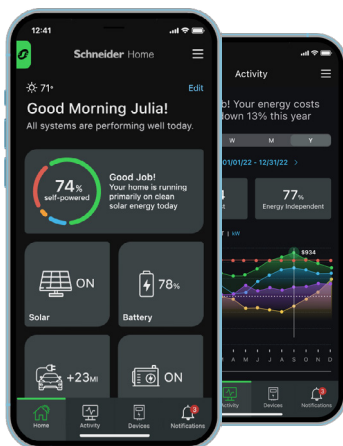 12:41
Schneider Home
71°
Edit
Good Morning Julia!
All systems are performing well today.
74%
self-powered
Good Job!
Your home is running
primarily on clean
solar energy today
ON
Solar
78%
Battery
+23MI
ON
Home
Activity
Devices
3
Notifications
Activity
b! Your energy costs
down 13% this year
W
M
Y
01/01/22 - 12/31/22 >
77%
Energy Independent
kW
$934
A M J J A S O N D
Activity
Devices
3
Notifications